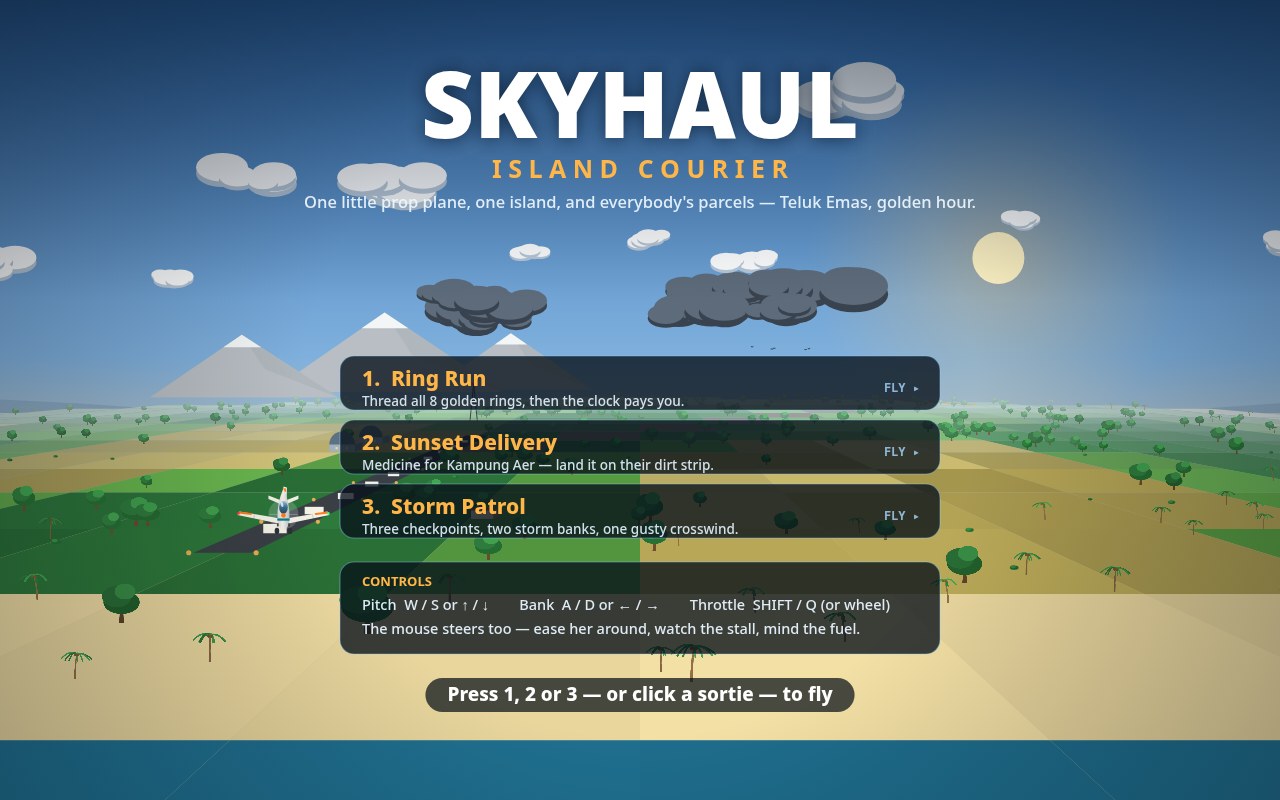 SKYHAUL
ISLAND COURIER
One little prop plane, one island, and everybody's parcels — Teluk Emas, golden hour.
1. Ring Run
Thread all 8 golden rings, then the clock pays you.
FLY ▸
2. Sunset Delivery
Medicine for Kampung Aer — land it on their dirt strip.
FLY ▸
3. Storm Patrol
Three checkpoints, two storm banks, one gusty crosswind.
FLY ▸
CONTROLS
Pitch W / S or ↑ / ↓ Bank A / D or ← / → Throttle SHIFT / Q (or wheel)
The mouse steers too — ease her around, watch the stall, mind the fuel.
Press 1, 2 or 3 — or click a sortie — to fly